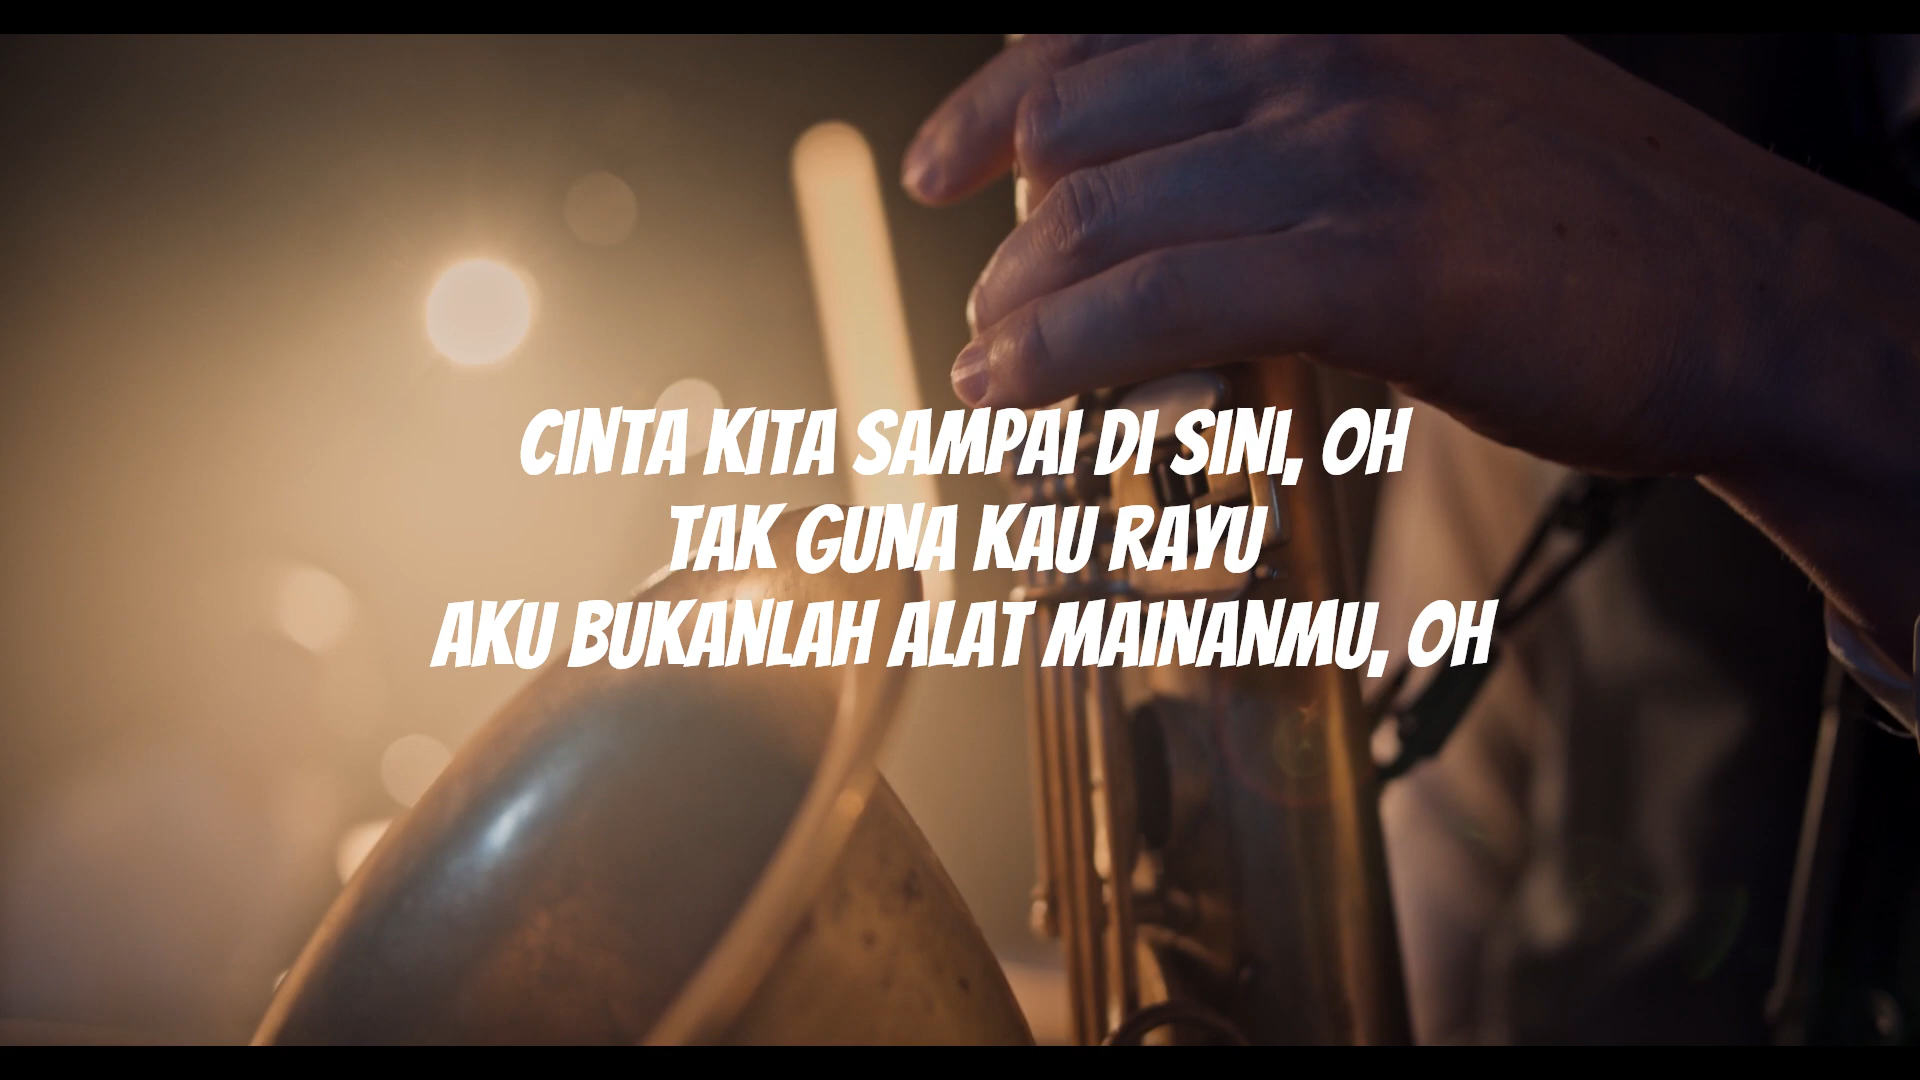 CINTA KITA SAMPAI DI SINI, OH
TAK GUNA KAU RAYU
AKU BUKANLAH ALAT MAINANMU, OH